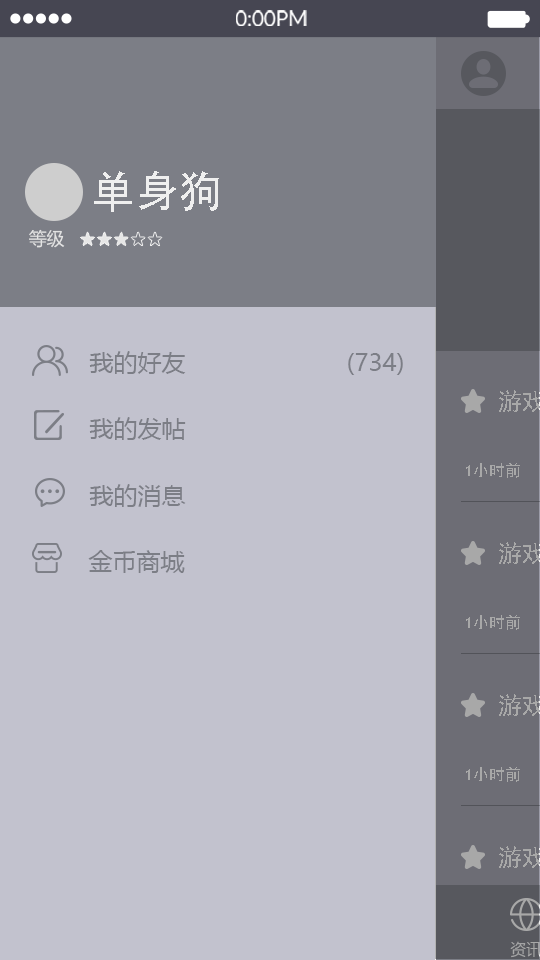 0:00PM
单身狗
等级
我的好友 (734)
我的发帖
我的消息
金币商城
游戏
1小时前
游戏
1小时前
游戏
1小时前
游戏
资讯